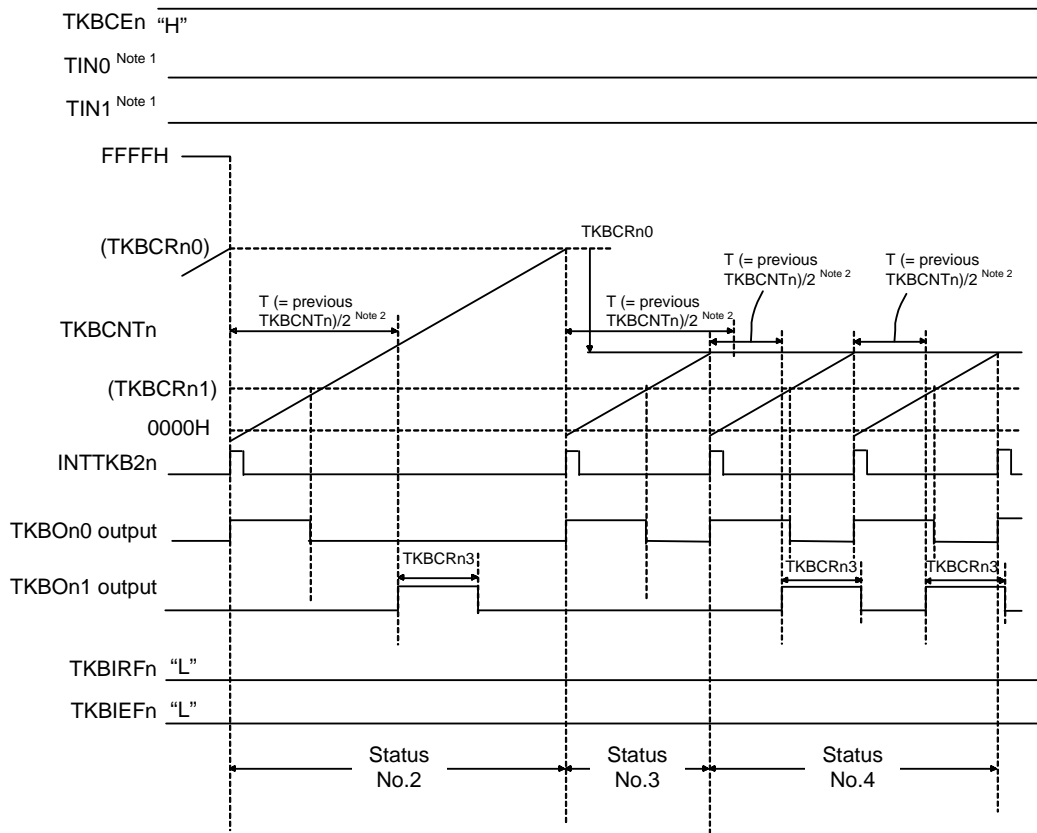 TKBCEn "H"
TIN0 Note 1
TIN1 Note 1
FFFFH
(TKBCRn0)
TKBCRn0
T (= previous
TKBCNTn)/2 Note 2
T (= previous
TKBCNTn)/2 Note 2
T (= previous
TKBCNTn)/2 Note 2
T (= previous
TKBCNTn)/2 Note 2
TKBCNTn
(TKBCRn1)
0000H
INTTKB2n
TKBOn0 output
TKBCRn3
TKBCRn3
TKBCRn3
TKBOn1 output
TKBIRFn "L"
TKBIEFn "L"
Status
No.2
Status
No.3
Status
No.4